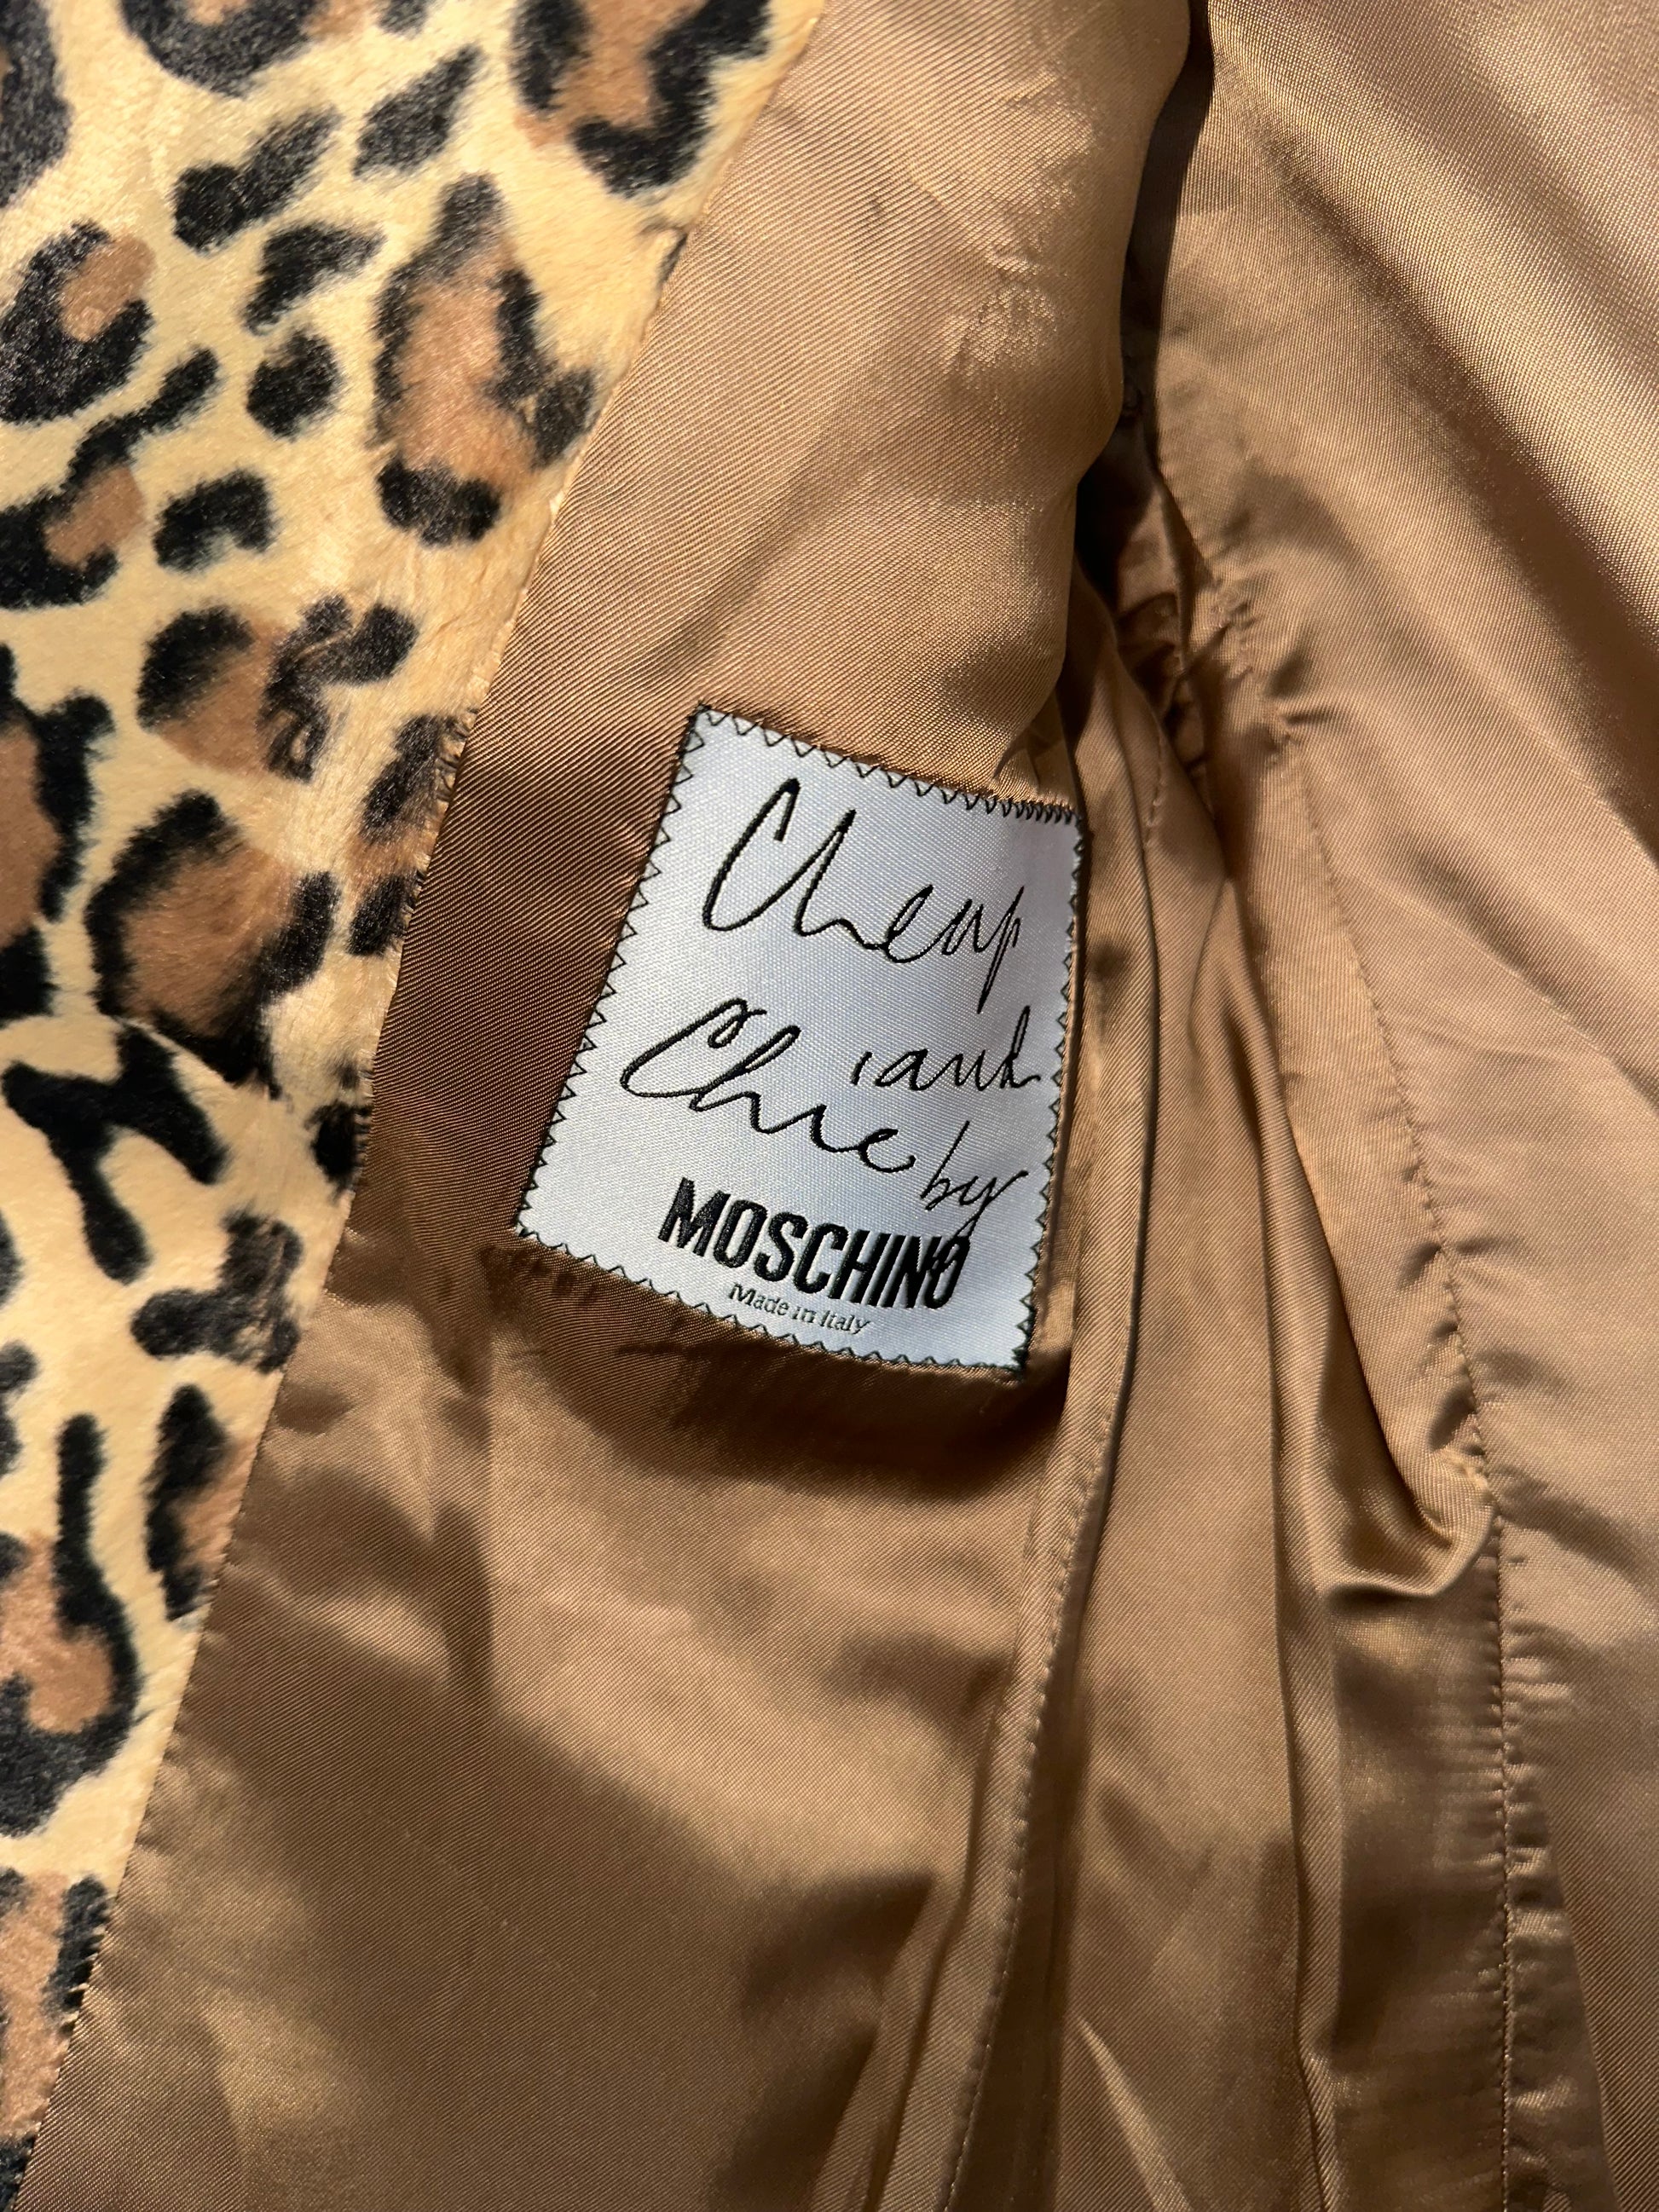 Cheap
and
Chic by
MOSCHINO
Made in Italy